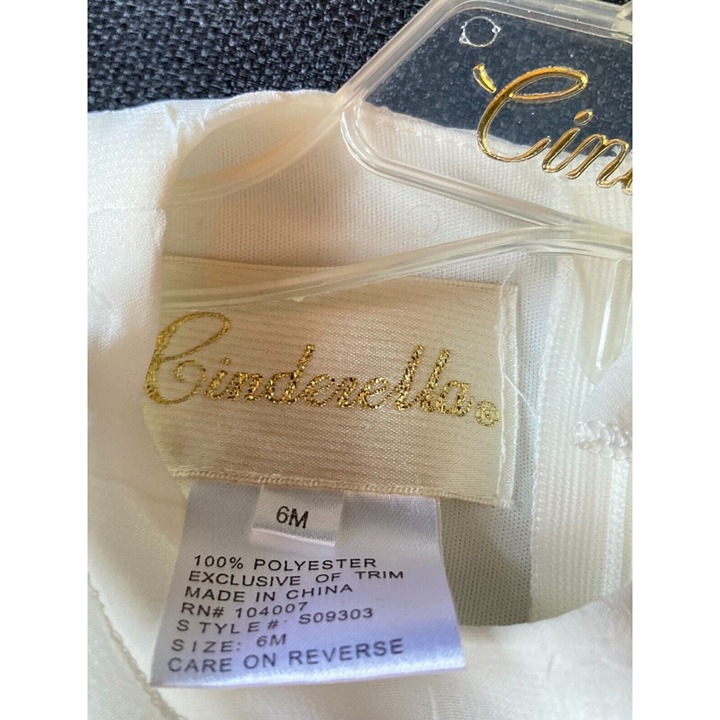 Cinderella®
6M
100% POLYESTER
EXCLUSIVE OF TRIM
MADE IN CHINA
RN# 104007
STYLE#: S09303
SIZE: 6M
CARE ON REVERSE